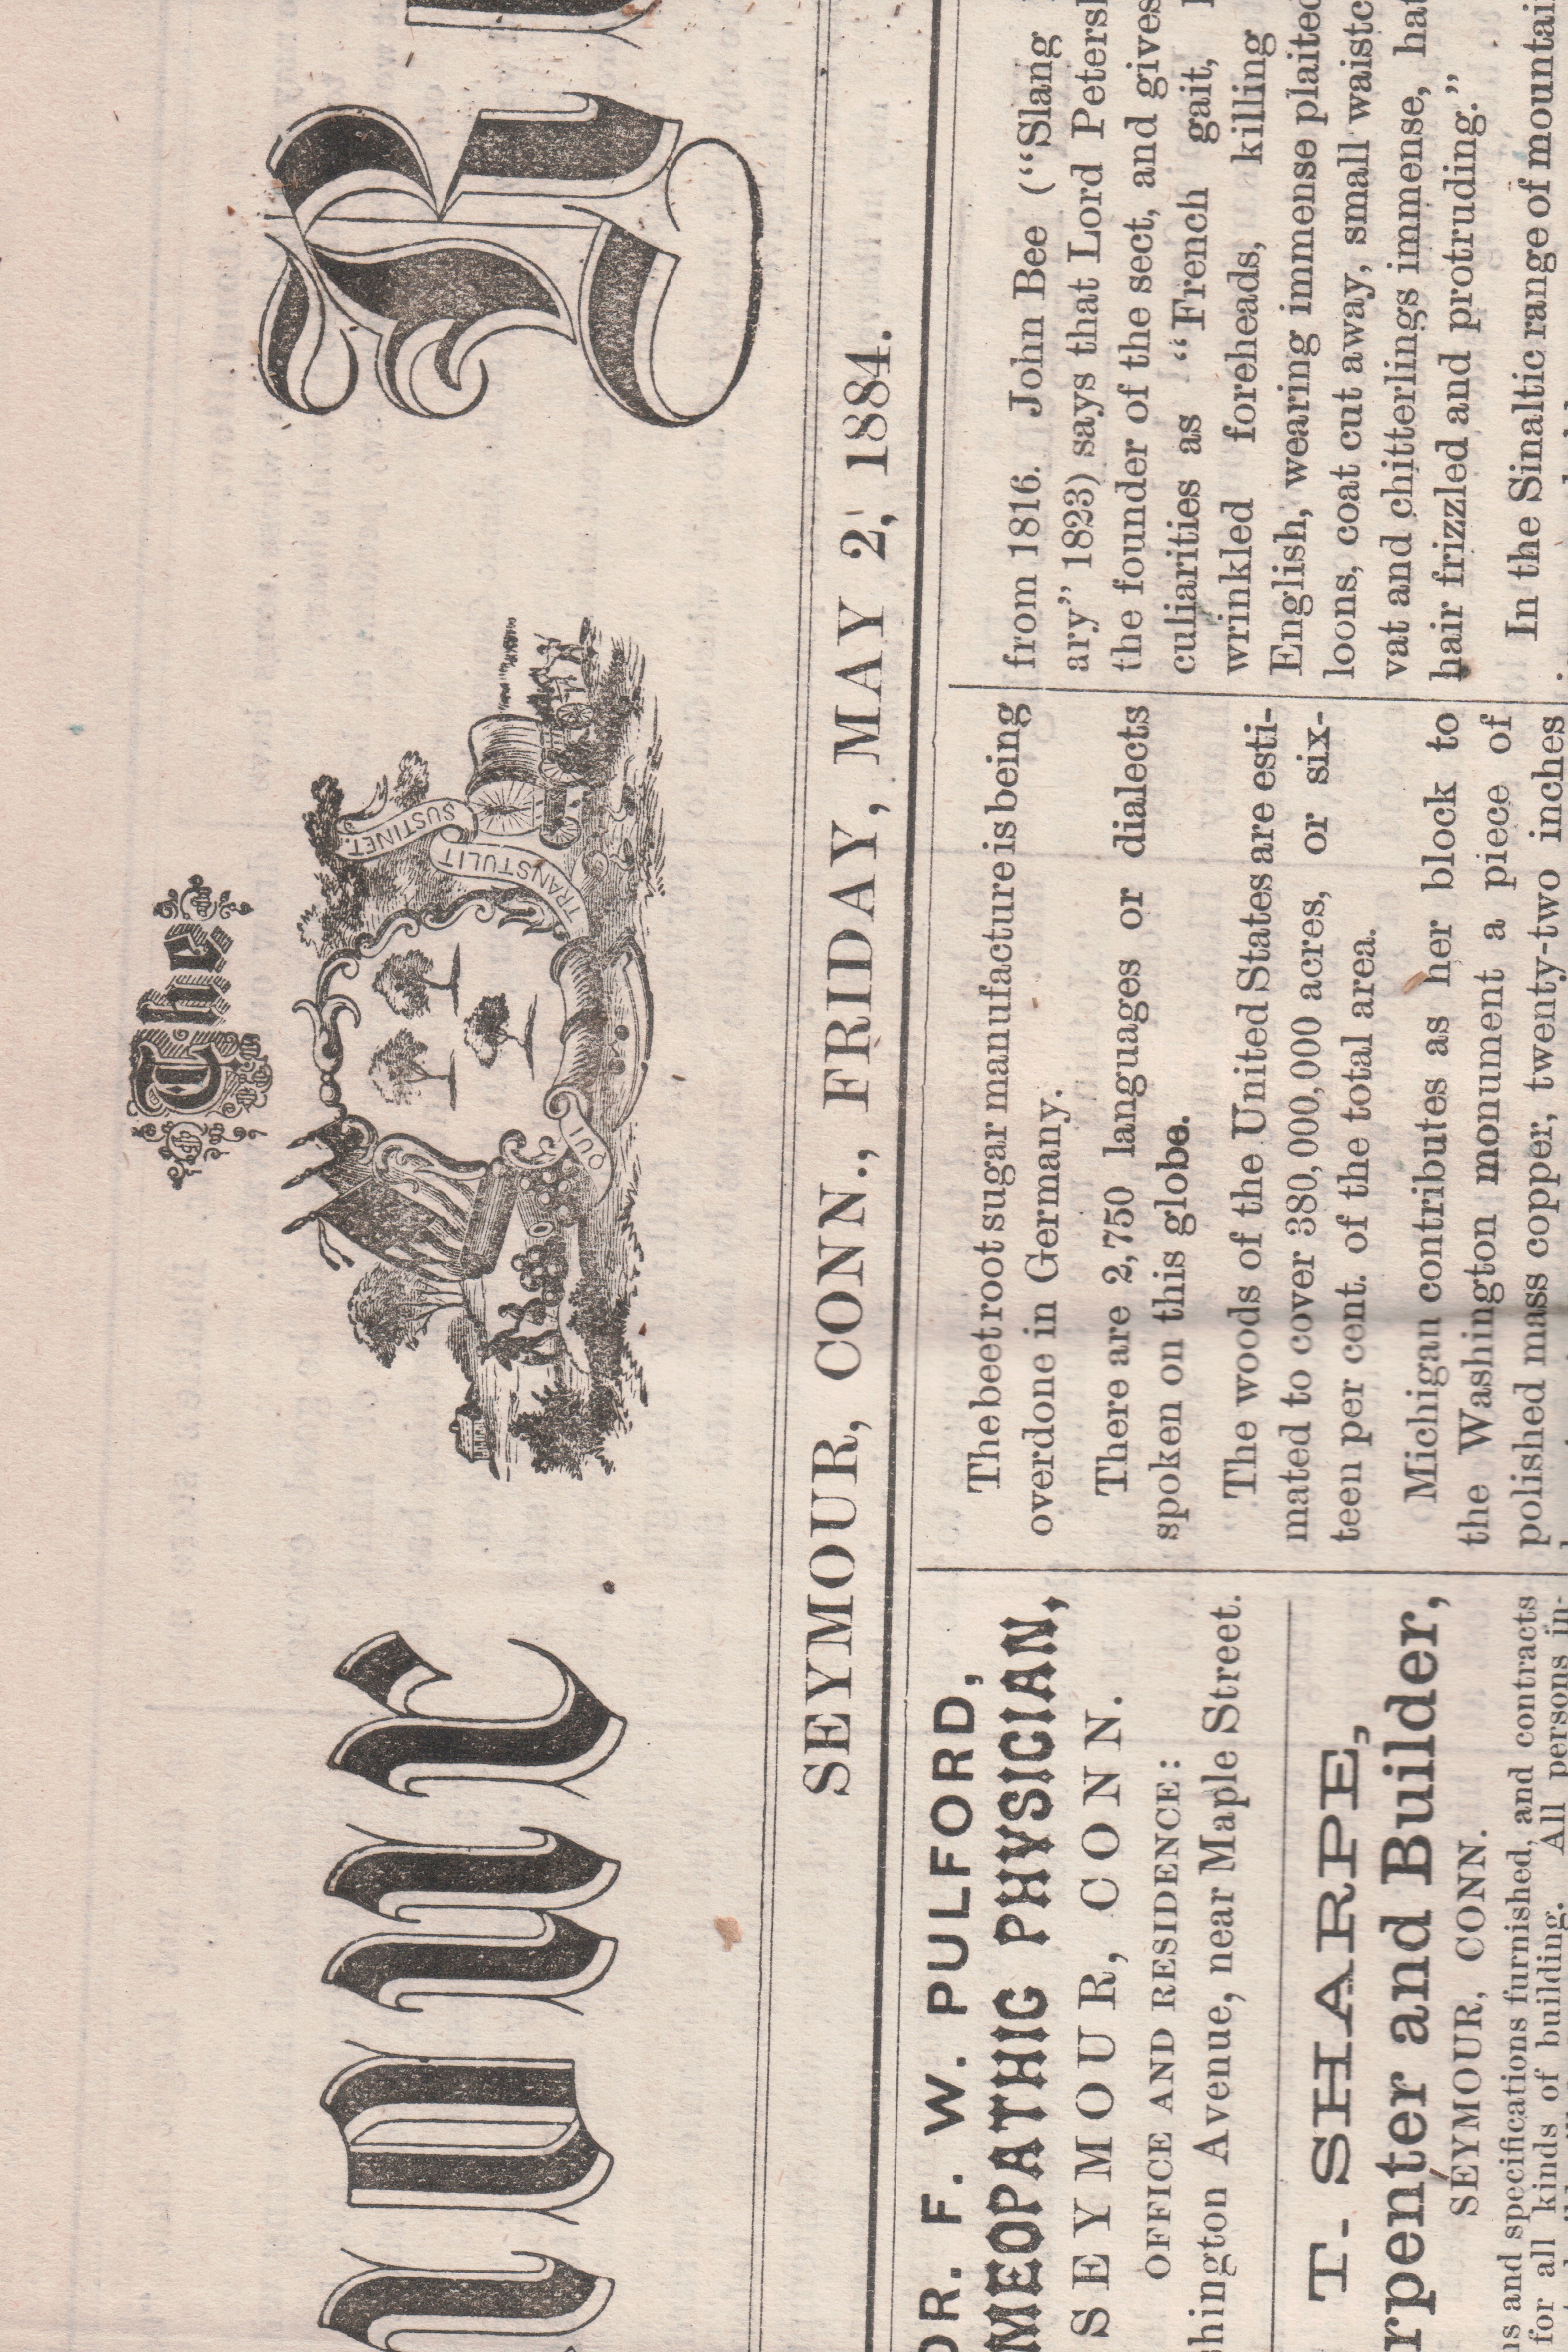 The
our R
QUI TRANSTULIT SUSTINET.
SEYMOUR, CONN., FRIDAY, MAY 2, 1884.
DR. F. W. PULFORD,
MEOPATHIC PHYSICIAN,
SEYMOUR, CONN.
OFFICE AND RESIDENCE:
shington Avenue, near Maple Street.
T. SHARPE,
rpenter and Builder,
SEYMOUR, CONN.
ns and specifications furnished, and contracts
for all kinds of building. All persons in-
The beet root sugar manufacture is being
overdone in Germany.
There are 2,750 languages or dialects
spoken on this globe.
The woods of the United States are esti-
mated to cover 380,000,000 acres, or six-
teen per cent. of the total area.
Michigan contributes as her block to
the Washington monument a piece of
polished mass copper, twenty-two inches
from 1816. John Bee (“Slang
ary” 1823) says that Lord Petersh
the founder of the sect, and gives
culiarities as “French gait,
wrinkled foreheads, killing
English, wearing immense plaited
loons, coat cut away, small waistc
vat and chitterlings immense, hat
hair frizzled and protruding.”
In the Sinaltic range of mountain